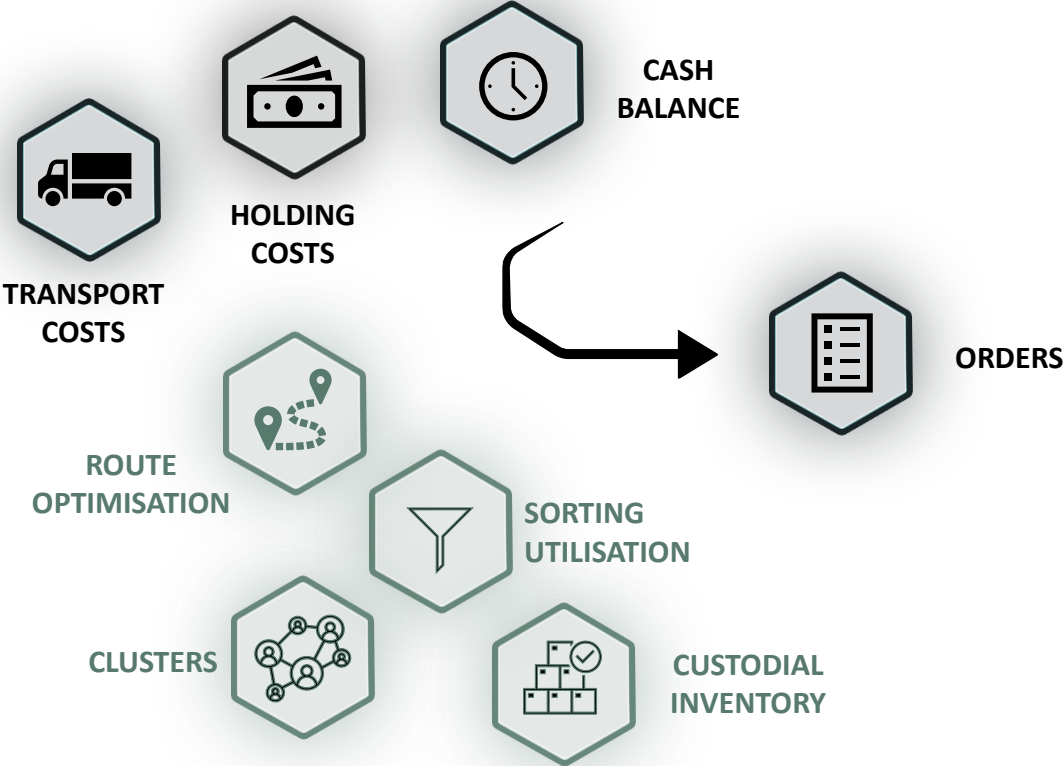 CASH
BALANCE
HOLDING
COSTS
TRANSPORT
COSTS
ORDERS
ROUTE
OPTIMISATION
SORTING
UTILISATION
CLUSTERS
CUSTODIAL
INVENTORY